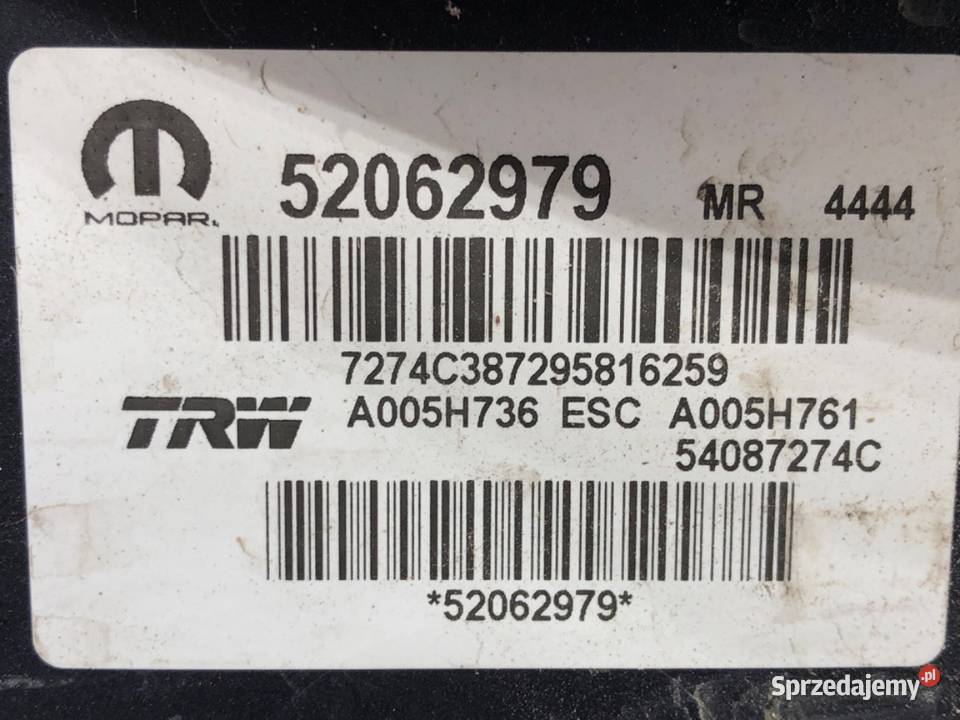 52062979 MR 4444
MOPAR.
7274C387295816259
TRW A005H736 ESC A005H761
54087274C
*52062979*
Sprzedajemy.pl